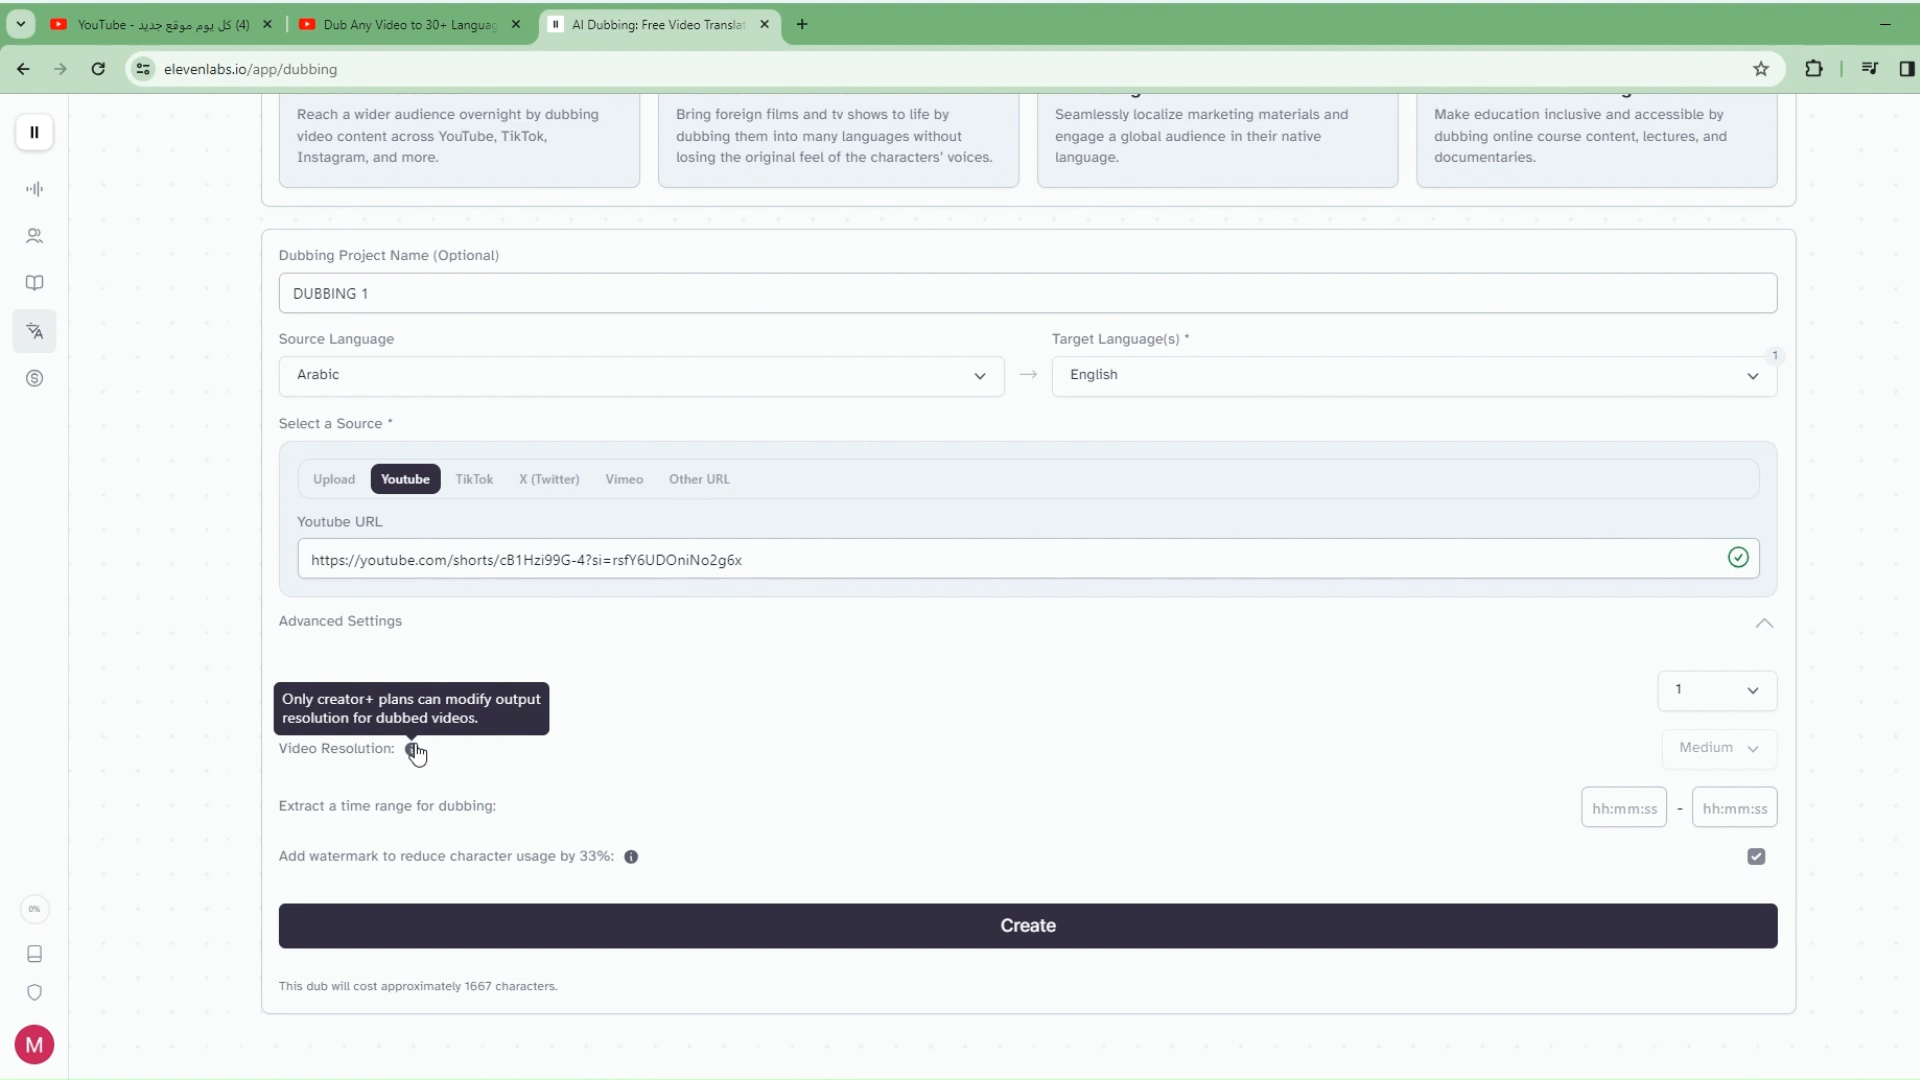 YouTube - كل يوم موقع جديد (4)
Dub Any Video to 30+ Languag
AI Dubbing: Free Video Translat
elevenlabs.io/app/dubbing
Reach a wider audience overnight by dubbing
video content across YouTube, TikTok,
Instagram, and more.
Bring foreign films and tv shows to life by
dubbing them into many languages without
losing the original feel of the characters' voices.
Seamlessly localize marketing materials and
engage a global audience in their native
language.
Make education inclusive and accessible by
dubbing online course content, lectures, and
documentaries.
Dubbing Project Name (Optional)
DUBBING 1
Source Language
Target Language(s) *
1
Arabic
English
Select a Source *
Upload Youtube TikTok X (Twitter) Vimeo Other URL
Youtube URL
https://youtube.com/shorts/cB1Hzi99G-4?si=rsfY6UDOniNo2g6x
Advanced Settings
1
Only creator+ plans can modify output
resolution for dubbed videos.
Video Resolution:
Medium
Extract a time range for dubbing:
hh:mm:ss - hh:mm:ss
Add watermark to reduce character usage by 33%:
0%
Create
This dub will cost approximately 1667 characters.
M